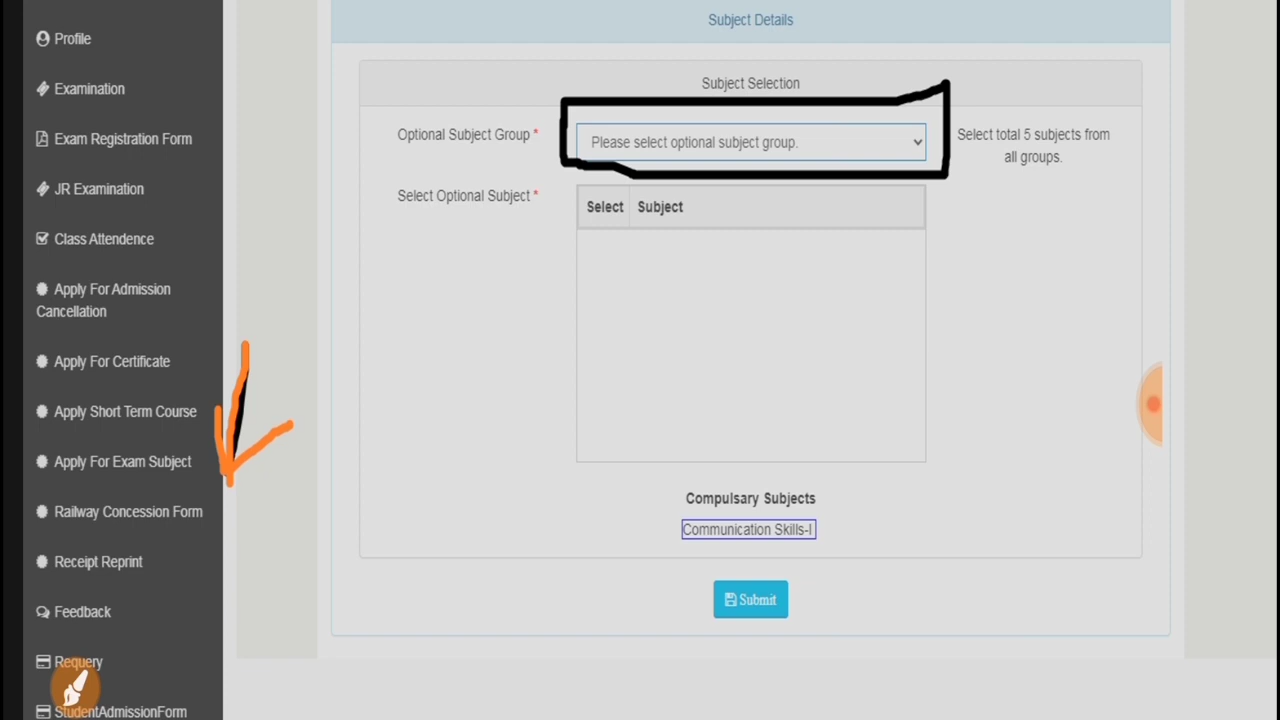 Profile
Examination
Exam Registration Form
JR Examination
Class Attendence
Apply For Admission
Cancellation
Apply For Certificate
Apply Short Term Course
Apply For Exam Subject
Railway Concession Form
Receipt Reprint
Feedback
Requery
StudentAdmissionForm
Subject Details
Subject Selection
Optional Subject Group *
Please select optional subject group.
Select total 5 subjects from
all groups.
Select Optional Subject *
Select Subject
Compulsary Subjects
Communication Skills-I
Submit